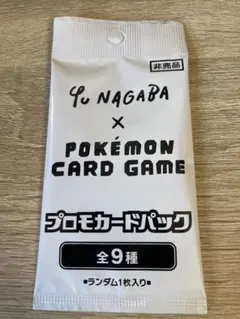 非売品
YU NAGABA
×
POKÉMON
CARD GAME
プロモカードパック
全9種
■ランダム1枚入り■